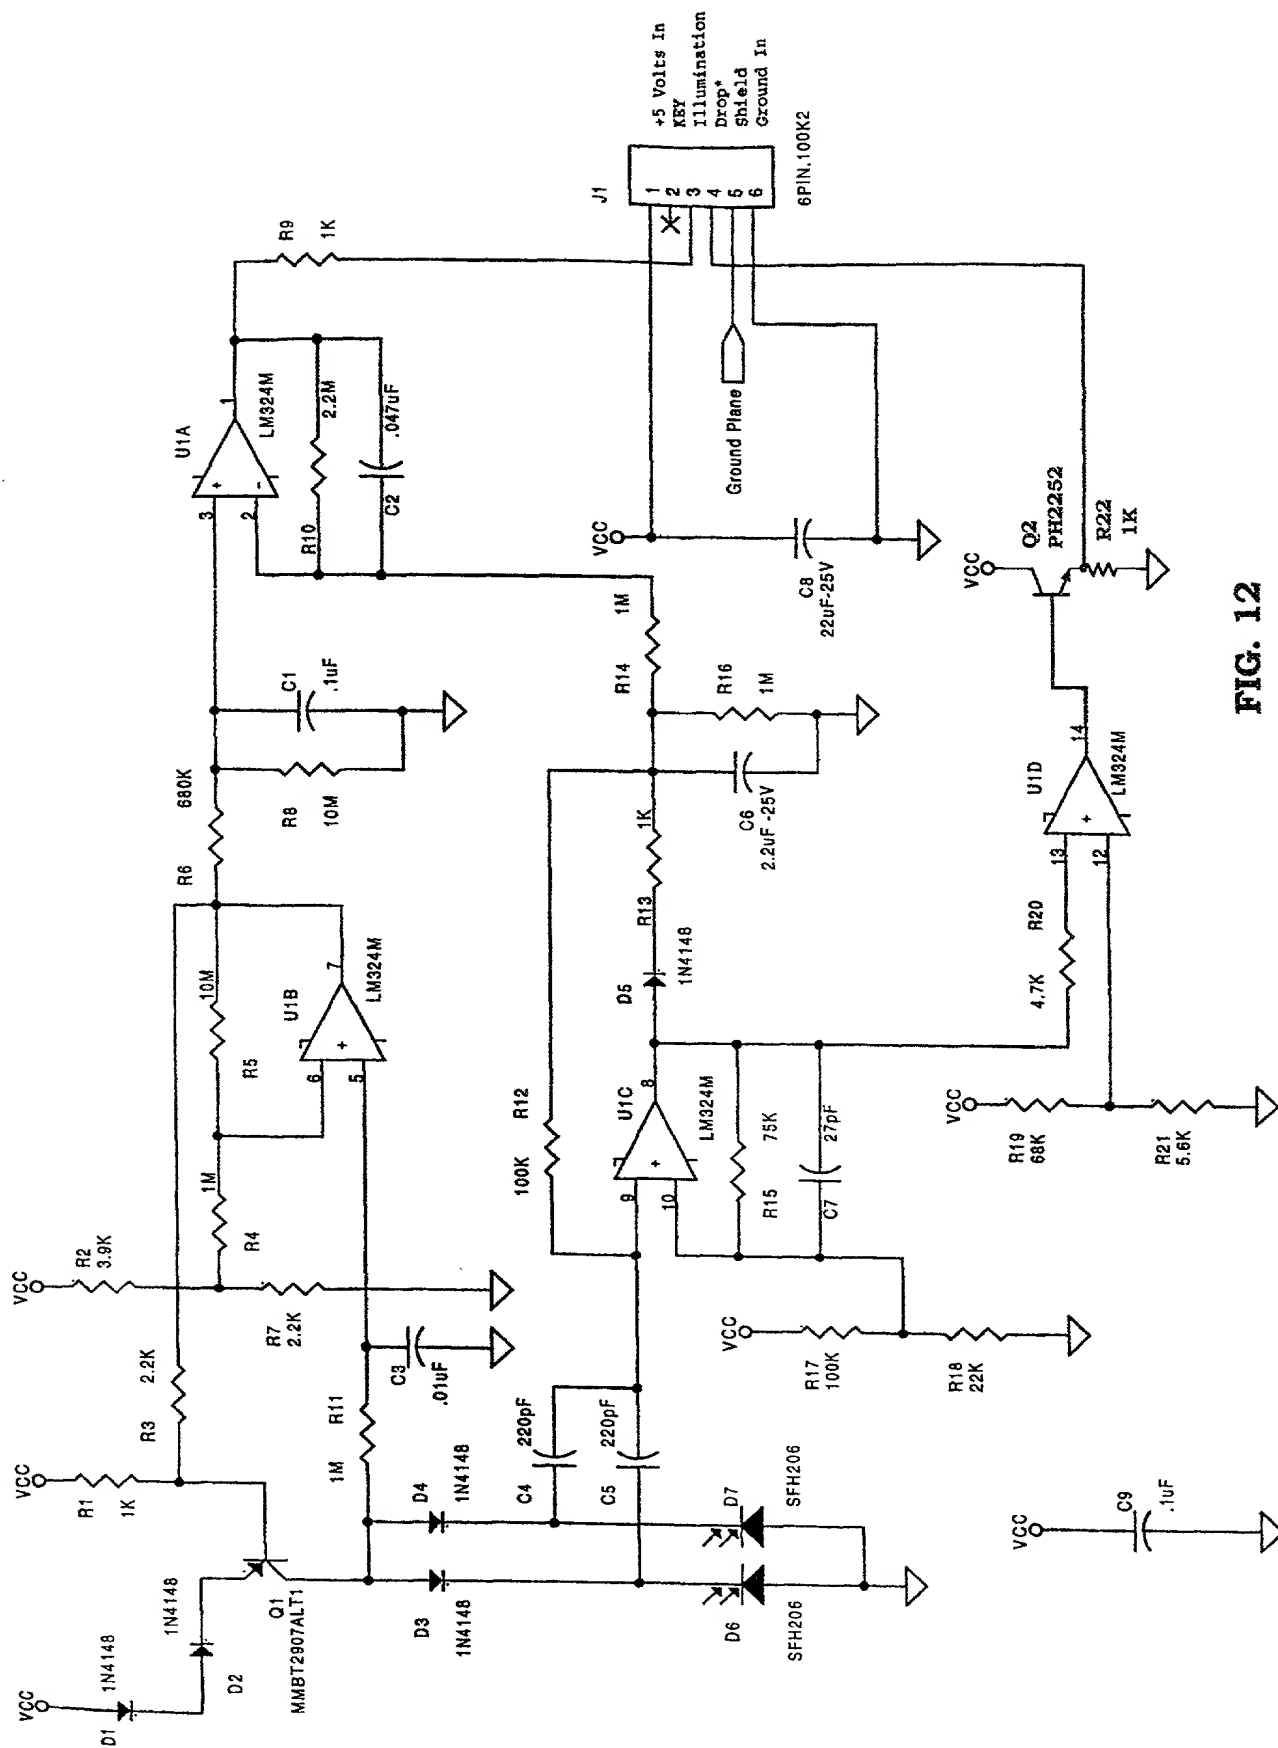 VCC
D1
1N4148
D2
1N4148
Q1
MMBT2907ALT1
VCC
R1
1K
R3
2.2K
VCC
R2
3.9K
R7
2.2K
R4
1M
R5
10M
6
5
+
7
U1B
LM324M
R6
680K
R8
10M
C1
.1uF
3
2
+
-
1
U1A
LM324M
R10
2.2M
C2
.047uF
R9
1K
J1
1
2
3
4
5
6
+5 Volts In
KEY
Illumination
Drop*
Shield
Ground In
6PIN.100K2
Ground Plane
VCC
C8
22uF-25V
1M
R11
C3
.01uF
D4
1N4148
D3
1N4148
C4
220pF
C5
220pF
D7
SFH206
D6
SFH206
R12
100K
9
10
+
8
U1C
LM324M
R15
75K
C7
27pF
D5
1N4148
R13
1K
C6
2.2uF-25V
R14
1M
R16
1M
VCC
R17
100K
R18
22K
VCC
R19
68K
R21
5.6K
4.7K
R20
13
12
+
14
U1D
LM324M
VCC
Q2
PH2252
R22
1K
VCC
C9
.1uF
FIG. 12